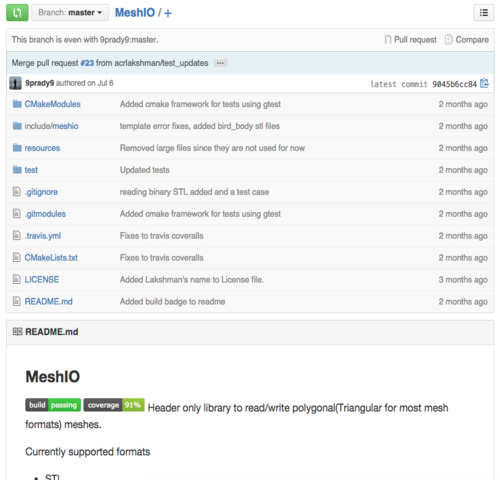 Branch: master MeshIO / +
This branch is even with 9prady9:master. Pull request Compare
Merge pull request #23 from acrlakshman/test_updates ...
9prady9 authored on Jul 6 latest commit 9045b6cc84
CMakeModules Added cmake framework for tests using gtest 2 months ago
include/meshio template error fixes, added bird_body stl files 2 months ago
resources Removed large files since they are not used for now 2 months ago
test Updated tests 2 months ago
.gitignore reading binary STL added and a test case 2 months ago
.gitmodules Added cmake framework for tests using gtest 2 months ago
.travis.yml Fixes to travis coveralls 2 months ago
CMakeLists.txt Fixes to travis coveralls 2 months ago
LICENSE Added Lakshman's name to License file. 3 months ago
README.md Added build badge to readme 2 months ago
README.md
MeshIO
build passing coverage 91% Header only library to read/write polygonal(Triangular for most mesh
formats) meshes.
Currently supported formats
• STL